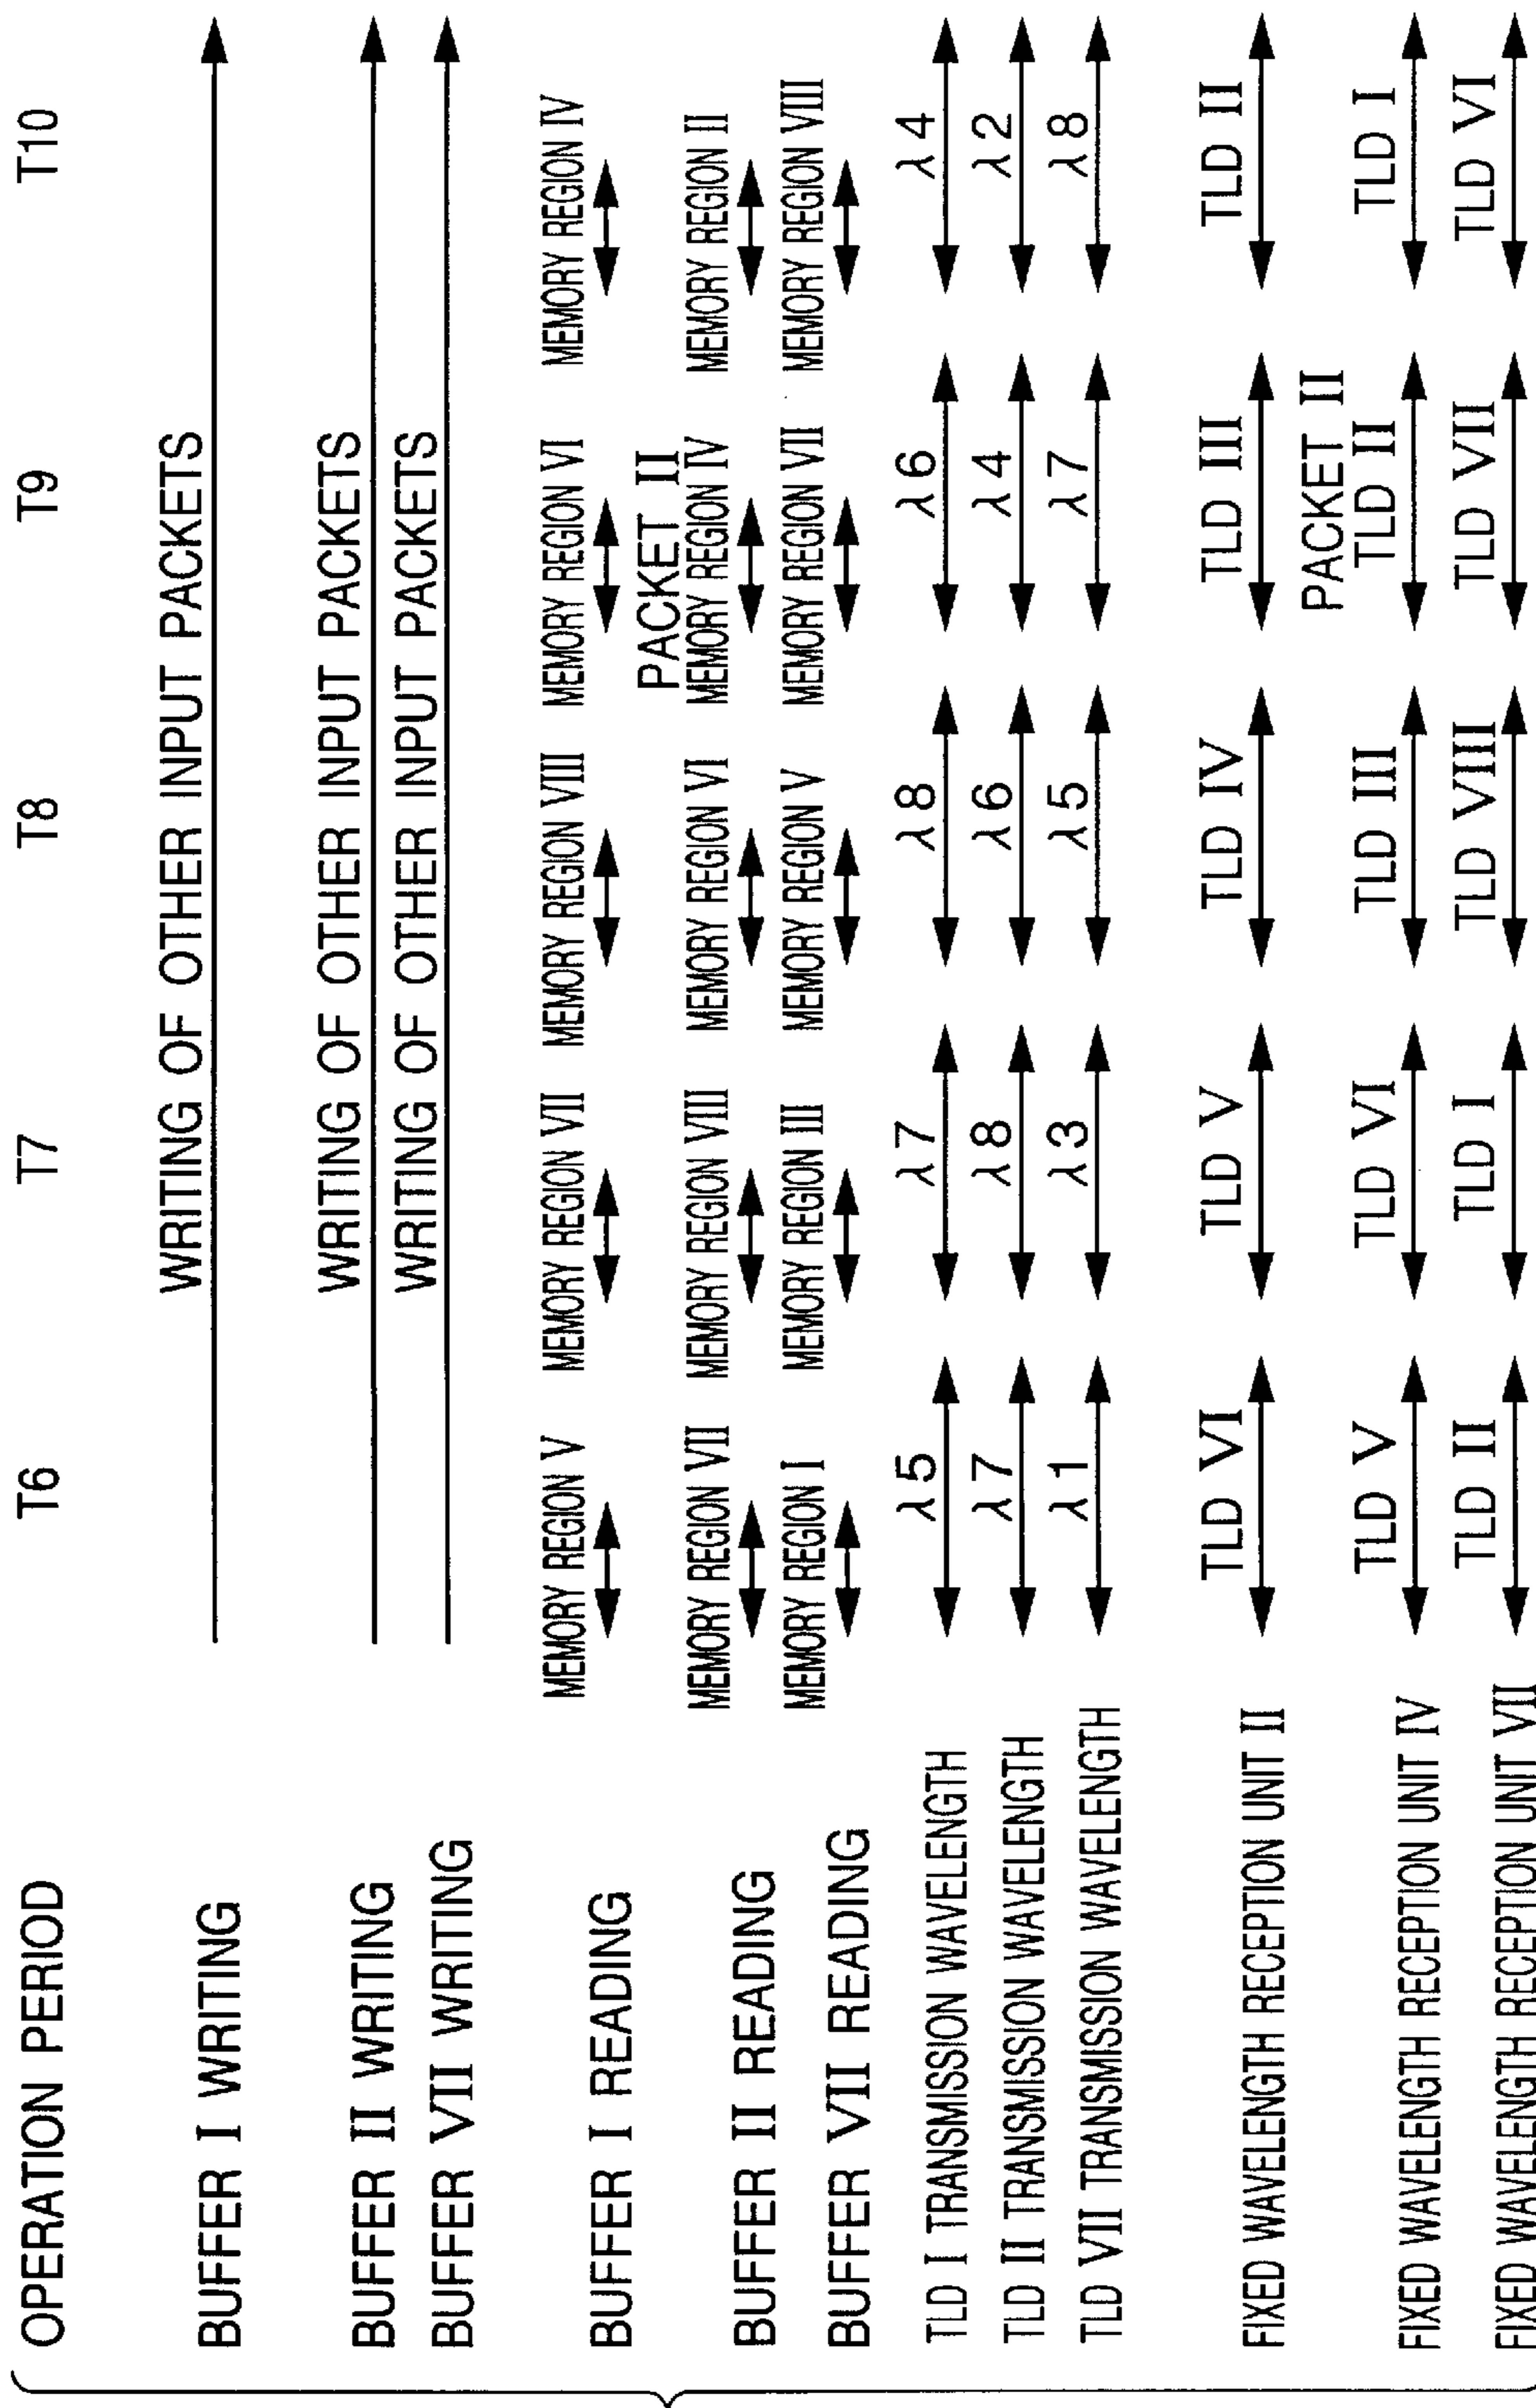 OPERATION PERIOD T6 T7 T8 T9 T10
WRITING OF OTHER INPUT PACKETS
BUFFER I WRITING
WRITING OF OTHER INPUT PACKETS
BUFFER II WRITING
WRITING OF OTHER INPUT PACKETS
BUFFER VII WRITING
MEMORY REGION V MEMORY REGION VII MEMORY REGION VIII MEMORY REGION VI MEMORY REGION IV
BUFFER I READING
PACKET II
MEMORY REGION VII MEMORY REGION VIII MEMORY REGION VI MEMORY REGION IV MEMORY REGION II
BUFFER II READING
MEMORY REGION I MEMORY REGION III MEMORY REGION V MEMORY REGION VII MEMORY REGION VIII
BUFFER VII READING
TLD I TRANSMISSION WAVELENGTH λ5 λ7 λ8 λ6 λ4
TLD II TRANSMISSION WAVELENGTH λ7 λ8 λ6 λ4 λ2
TLD VII TRANSMISSION WAVELENGTH λ1 λ3 λ5 λ7 λ8
FIXED WAVELENGTH RECEPTION UNIT II TLD VI TLD V TLD IV TLD III TLD II
PACKET II
FIXED WAVELENGTH RECEPTION UNIT IV TLD V TLD VI TLD III TLD II TLD I
FIXED WAVELENGTH RECEPTION UNIT VII TLD II TLD I TLD VIII TLD VII TLD VI